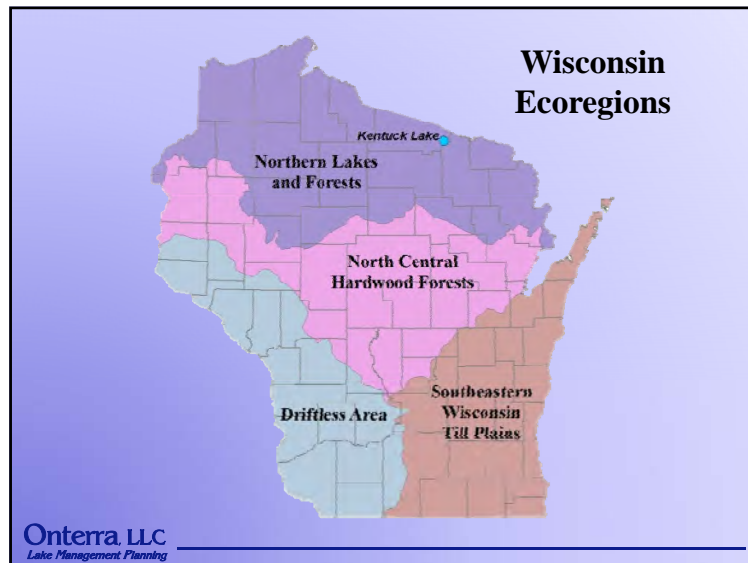 Wisconsin
Ecoregions
Kentuck Lake
Northern Lakes
and Forests
North Central
Hardwood Forests
Driftless Area
Southeastern
Wisconsin
Till Plains
Onterra, LLC
Lake Management Planning